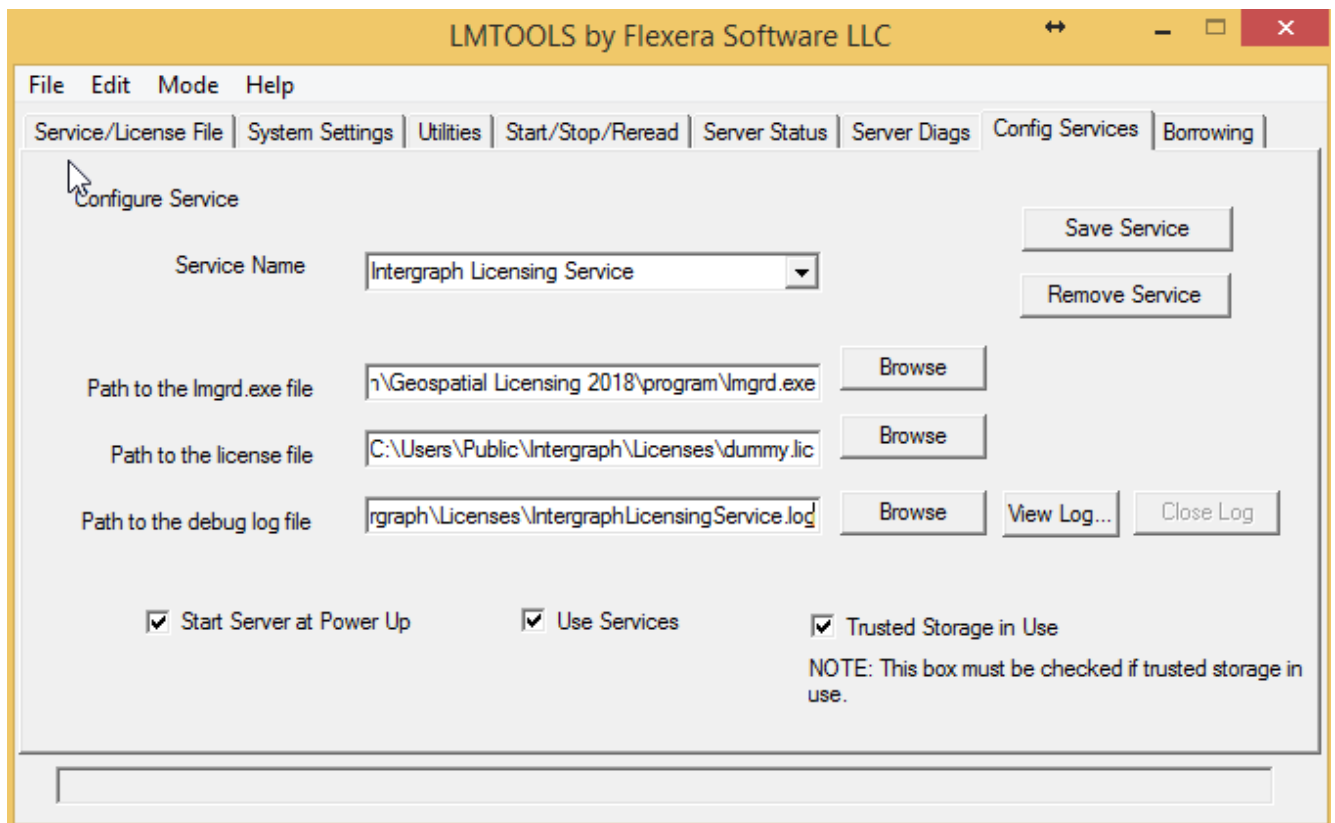 LMTOOLS by Flexera Software LLC
File Edit Mode Help
Service/License File System Settings Utilities Start/Stop/Reread Server Status Server Diags Config Services Borrowing
Configure Service
Save Service
Service Name Intergraph Licensing Service
Remove Service
Path to the lmgrd.exe file \Geospatial Licensing 2018\program\lmgrd.exe Browse
Path to the license file C:\Users\Public\Intergraph\Licenses\dummy.lic Browse
Path to the debug log file rgraph\Licenses\IntergraphLicensingService.log Browse View Log... Close Log
Start Server at Power Up Use Services Trusted Storage in Use
NOTE: This box must be checked if trusted storage in
use.